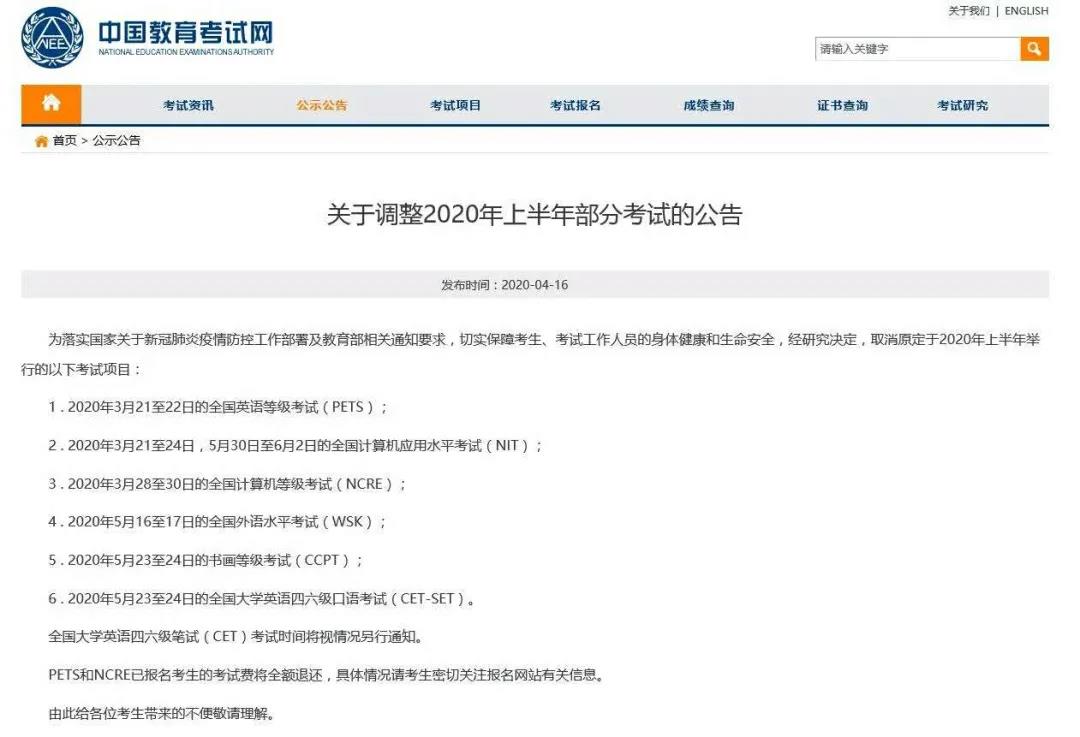 关于我们 | ENGLISH
NEE
中国教育考试网
NATIONAL EDUCATION EXAMINATIONS AUTHORITY
请输入关键字
考试资讯 公示公告 考试项目 考试报名 成绩查询 证书查询 考试研究
首页 > 公示公告
关于调整2020年上半年部分考试的公告
发布时间：2020-04-16
为落实国家关于新冠肺炎疫情防控工作部署及教育部相关通知要求，切实保障考生、考试工作人员的身体健康和生命安全，经研究决定，取消原定于2020年上半年举
行的以下考试项目：
1．2020年3月21至22日的全国英语等级考试（PETS）；
2．2020年3月21至24日，5月30日至6月2日的全国计算机应用水平考试（NIT）；
3．2020年3月28至30日的全国计算机等级考试（NCRE）；
4．2020年5月16至17日的全国外语水平考试（WSK）；
5．2020年5月23至24日的书画等级考试（CCPT）；
6．2020年5月23至24日的全国大学英语四六级口语考试（CET-SET）。
全国大学英语四六级笔试（CET）考试时间将视情况另行通知。
PETS和NCRE已报名考生的考试费将全额退还，具体情况请考生密切关注报名网站有关信息。
由此给各位考生带来的不便敬请理解。